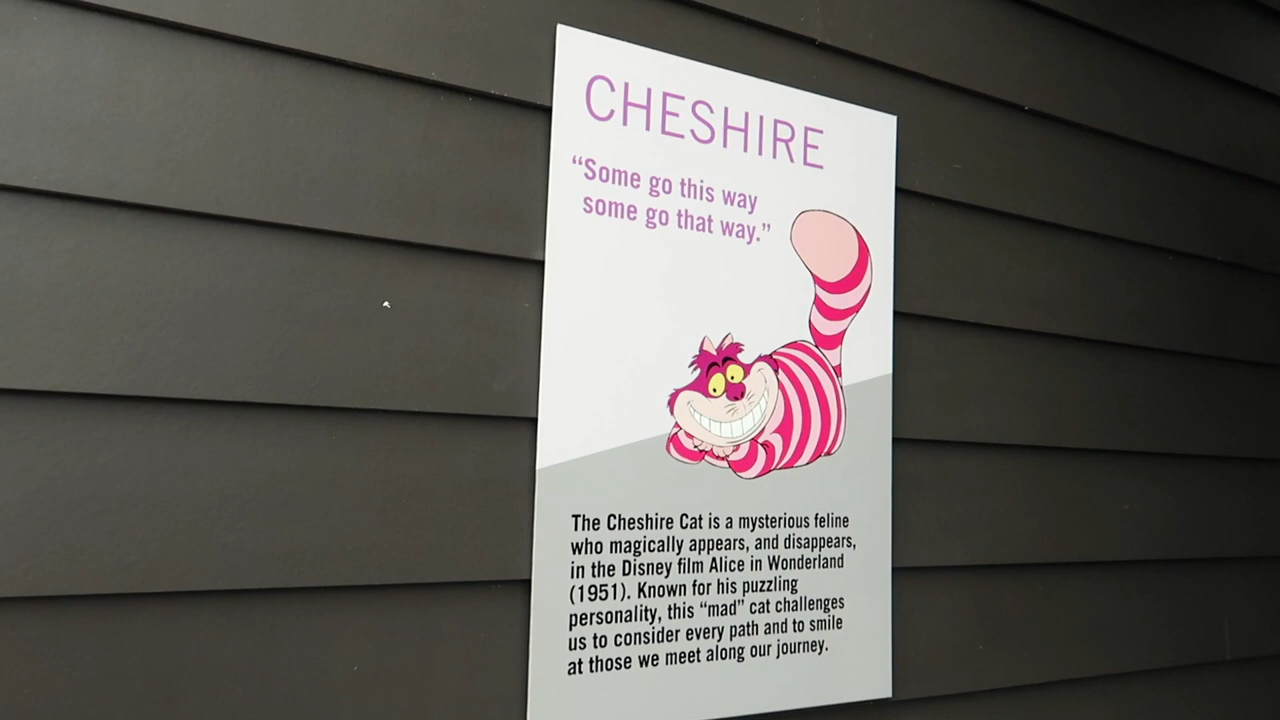 CHESHIRE
“Some go this way
some go that way.”
The Cheshire Cat is a mysterious feline
who magically appears, and disappears,
in the Disney film Alice in Wonderland
(1951). Known for his puzzling
personality, this “mad” cat challenges
us to consider every path and to smile
at those we meet along our journey.